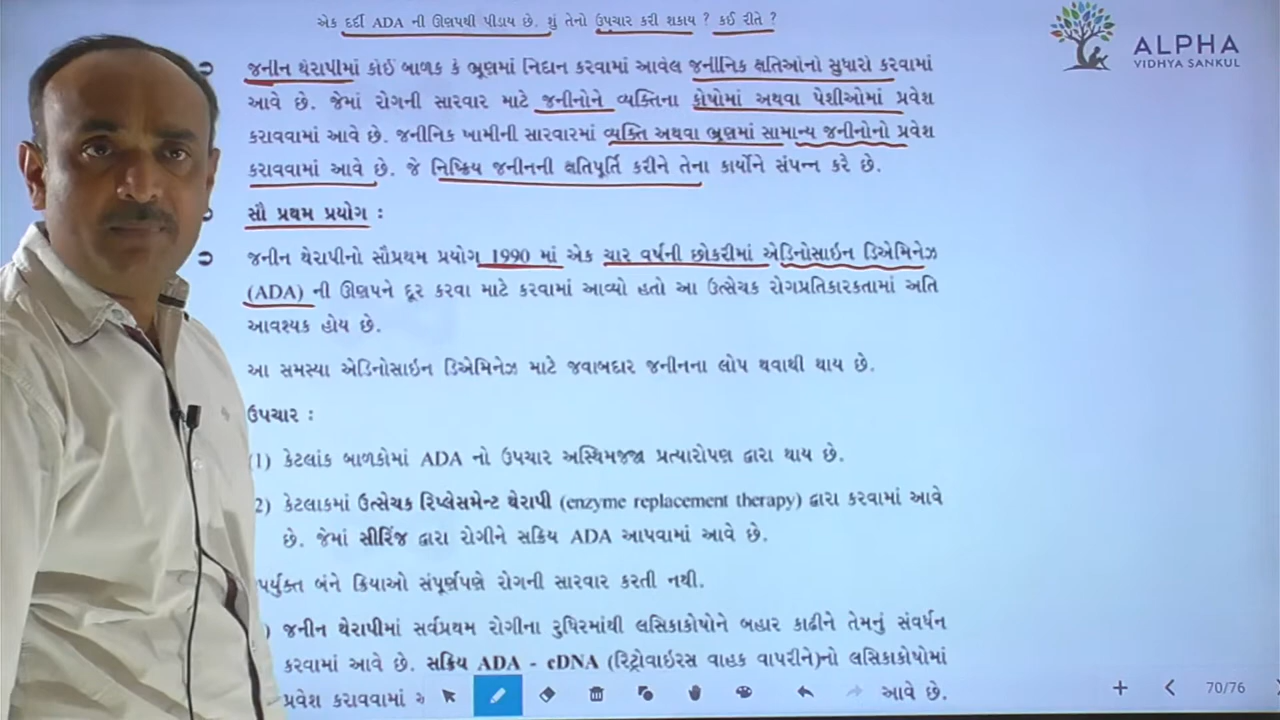 એક દર્દી ADA ની ઊણપથી પીડાય છે. શું તેનો ઉપચાર કરી શકાય ? કઈ રીતે ?
ALPHA
VIDHYA SANKUL
જનીન થેરાપીમાં કોઈ બાળક કે ભ્રૂણમાં નિદાન કરવામાં આવેલ જનીનિક ક્ષતિઓનો સુધારો કરવામાં
આવે છે. જેમાં રોગની સારવાર માટે જનીનોને વ્યક્તિના કોષોમાં અથવા પેશીઓમાં પ્રવેશ
કરાવવામાં આવે છે. જનીનિક ખામીની સારવારમાં વ્યક્તિ અથવા ભ્રૂણમાં સામાન્ય જનીનોનો પ્રવેશ
કરાવવામાં આવે છે. જે નિષ્ક્રિય જનીનની ક્ષતિપૂર્તિ કરીને તેના કાર્યોને સંપન્ન કરે છે.
સૌ પ્રથમ પ્રયોગ :
જનીન થેરાપીનો સૌપ્રથમ પ્રયોગ 1990 માં એક ચાર વર્ષની છોકરીમાં એડિનોસાઇન ડિએમિનેઝ
(ADA) ની ઊણપને દૂર કરવા માટે કરવામાં આવ્યો હતો આ ઉત્સેચક રોગપ્રતિકારકતામાં અતિ
આવશ્યક હોય છે.
આ સમસ્યા એડિનોસાઇન ડિએમિનેઝ માટે જવાબદાર જનીનના લોપ થવાથી થાય છે.
ઉપચાર :
1) કેટલાંક બાળકોમાં ADA નો ઉપચાર અસ્થિમજ્જા પ્રત્યારોપણ દ્વારા થાય છે.
2) કેટલાકમાં ઉત્સેચક રિપ્લેસમેન્ટ થેરાપી (enzyme replacement therapy) દ્વારા કરવામાં આવે
છે. જેમાં સીરિંજ દ્વારા રોગીને સક્રિય ADA આપવામાં આવે છે.
પર્યુક્ત બંને ક્રિયાઓ સંપૂર્ણપણે રોગની સારવાર કરતી નથી.
) જનીન થેરાપીમાં સર્વપ્રથમ રોગીના રુધિરમાંથી લસિકાકોષોને બહાર કાઢીને તેમનું સંવર્ધન
કરવામાં આવે છે. સક્રિય ADA - cDNA (રિટ્રોવાઇરસ વાહક વાપરીને)નો લસિકાકોષોમાં
પ્રવેશ કરાવવામાં આવે છે.
70/76